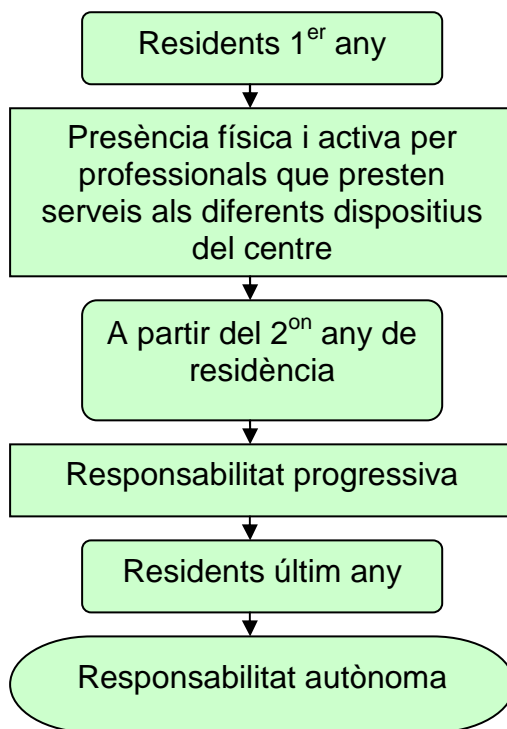 Residents 1er any
Presència física i activa per
professionals que presten
serveis als diferents dispositius
del centre
A partir del 2on any de
residència
Responsabilitat progressiva
Residents últim any
Responsabilitat autònoma